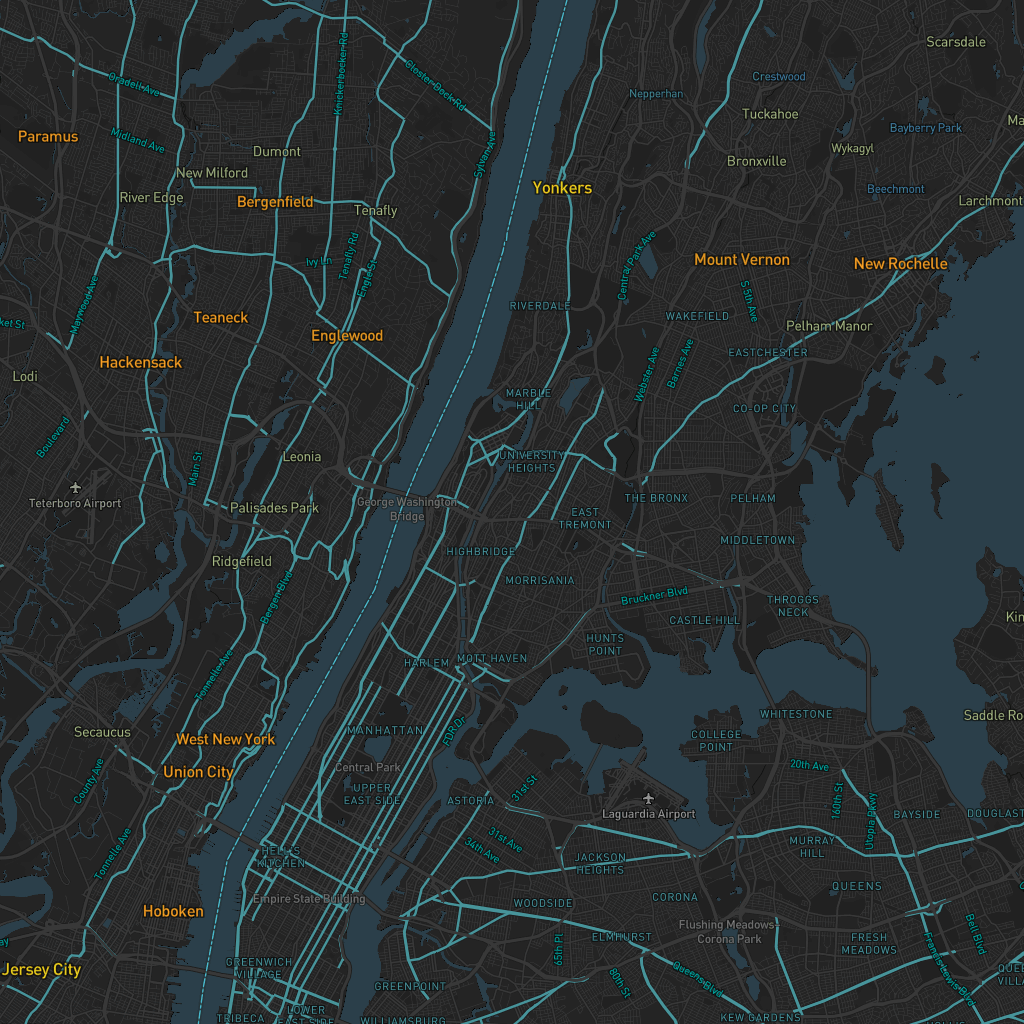 Scarsdale
Crestwood
Closter Dock Rd
Oradell Ave
Knickerbocker Rd
Nepperhan
Tuckahoe
Ma
Bayberry Park
Paramus
Midland Ave
Dumont
Sylvan Ave
Wykagyl
Bronxville
New Milford
Yonkers
Beechmont
River Edge
Bergenfield
Tenafly
Larchmont
Tenafly Rd
Ivy Ln
Engle St
Central Park Ave
Mount Vernon
New Rochelle
Maywood Ave
S 5th Ave
RIVERDALE
WAKEFIELD
Teaneck
ket St
Pelham Manor
Englewood
EASTCHESTER
Hackensack
Webster Ave
Barnes Ave
Lodi
MARBLE
HILL
CO-OP CITY
Boulevard
Main St
Leonia
UNIVERSITY
HEIGHTS
Teterboro Airport
George Washington
Bridge
THE BRONX
PELHAM
Palisades Park
EAST
TREMONT
MIDDLETOWN
HIGHBRIDGE
Ridgefield
MORRISANIA
Bergen Blvd
Bruckner Blvd
THROGGS
NECK
CASTLE HILL
Kin
HUNTS
POINT
HARLEM
MOTT HAVEN
Tonnelle Ave
Saddle Ro
WHITESTONE
Secaucus
West New York
MANHATTAN
FDR Dr
COLLEGE
POINT
Union City
Central Park
20th Ave
County Ave
UPPER
EAST SIDE
ASTORIA
31st St
160th St
Utopia Pkwy
Laguardia Airport
BAYSIDE
DOUGLAST
Tonnelle Ave
31st Ave
34th Ave
MURRAY
HILL
HELL'S
KITCHEN
JACKSON
HEIGHTS
QUEENS
Empire State Building
WOODSIDE
CORONA
Hoboken
Flushing Meadows-
Corona Park
ay
65th Pl
ELMHURST
FRESH
MEADOWS
Bell Blvd
Jersey City
GREENWICH
VILLAGE
80th St
Queens Blvd
Francis Lewis Blvd
QUE
VILLA
GREENPOINT
TRIBECA
LOWER
EAST SIDE
WILLIAMSBURG
KEW GARDENS